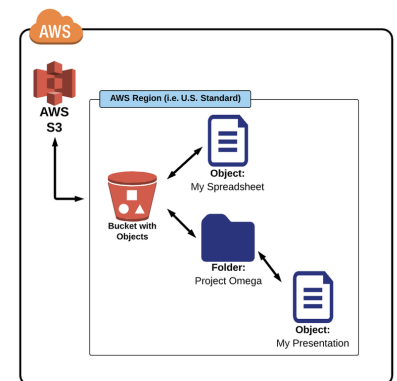 AWS
AWS
S3
AWS Region (i.e. U.S. Standard)
Object:
My Spreadsheet
Bucket with
Objects
Folder:
Project Omega
Object:
My Presentation